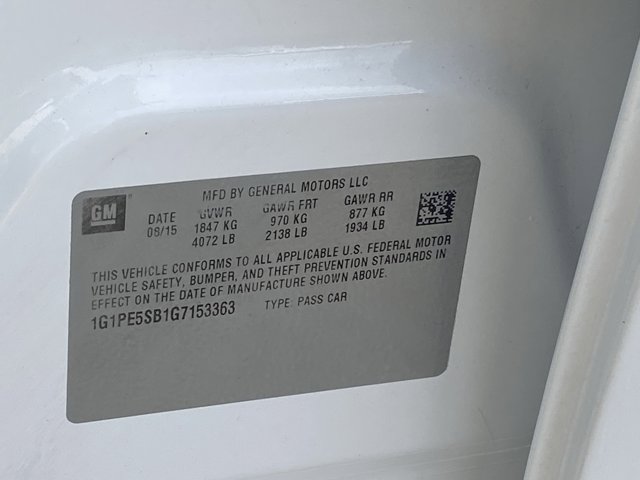 MFD BY GENERAL MOTORS LLC
GM DATE GVWR GAWR FRT GAWR RR
09/15 1847 KG 970 KG 877 KG
4072 LB 2138 LB 1934 LB
THIS VEHICLE CONFORMS TO ALL APPLICABLE U.S. FEDERAL MOTOR
VEHICLE SAFETY, BUMPER, AND THEFT PREVENTION STANDARDS IN
EFFECT ON THE DATE OF MANUFACTURE SHOWN ABOVE.
1G1PE5SB1G7153363 TYPE: PASS CAR